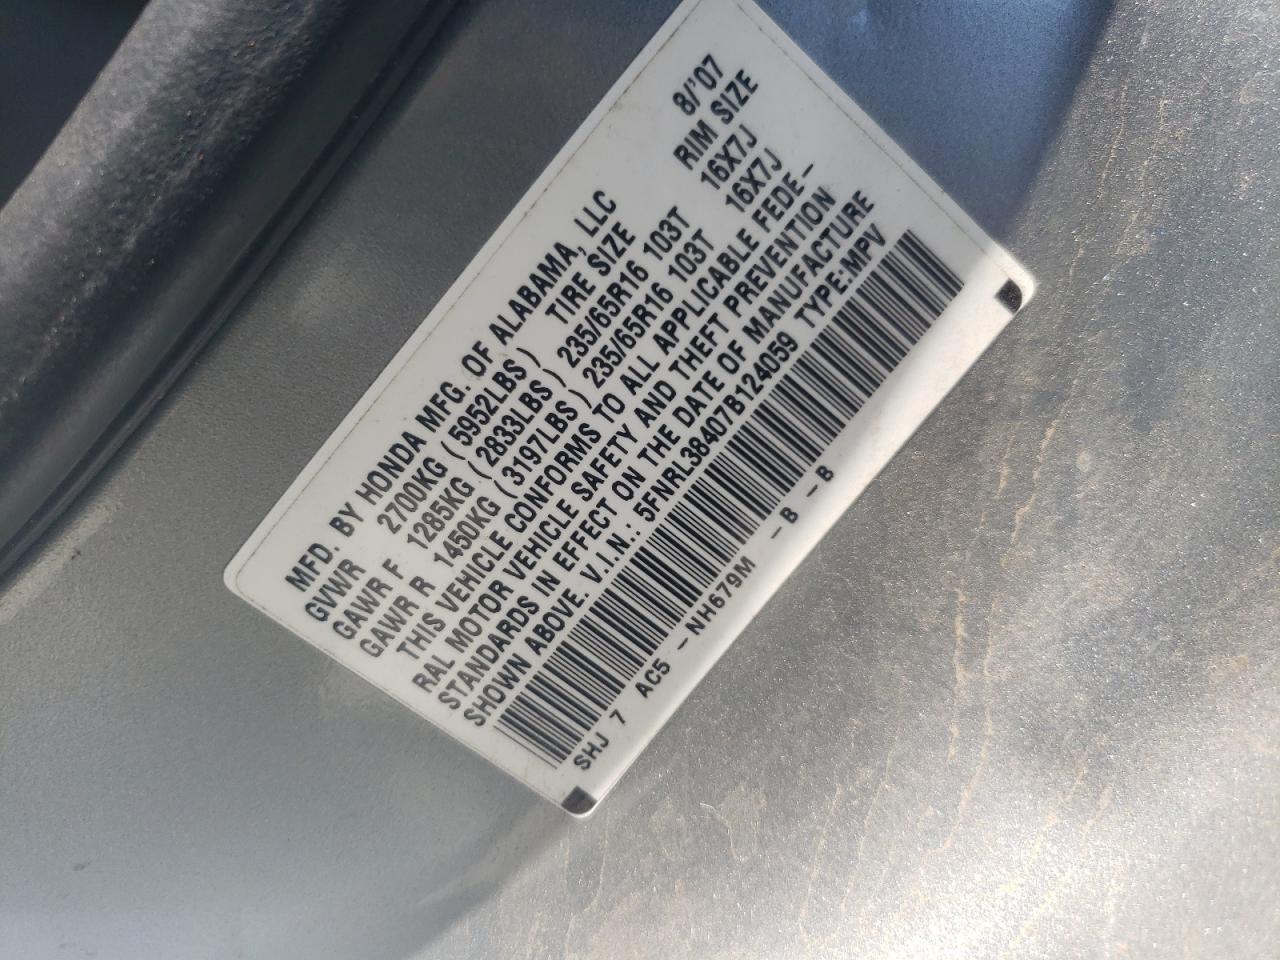 MFD. BY HONDA MFG. OF ALABAMA, LLC 8/'07
GVWR 2700KG (5952LBS) TIRE SIZE RIM SIZE
GAWR F 1285KG (2833LBS) 235/65R16 103T 16X7J
GAWR R 1450KG (3197LBS) 235/65R16 103T 16X7J
THIS VEHICLE CONFORMS TO ALL APPLICABLE FEDE-
RAL MOTOR VEHICLE SAFETY AND THEFT PREVENTION
STANDARDS IN EFFECT ON THE DATE OF MANUFACTURE
SHOWN ABOVE. V.I.N.: 5FNRL38407B124059 TYPE:MPV
SHJ 7 AC5 -NH679M -B -B